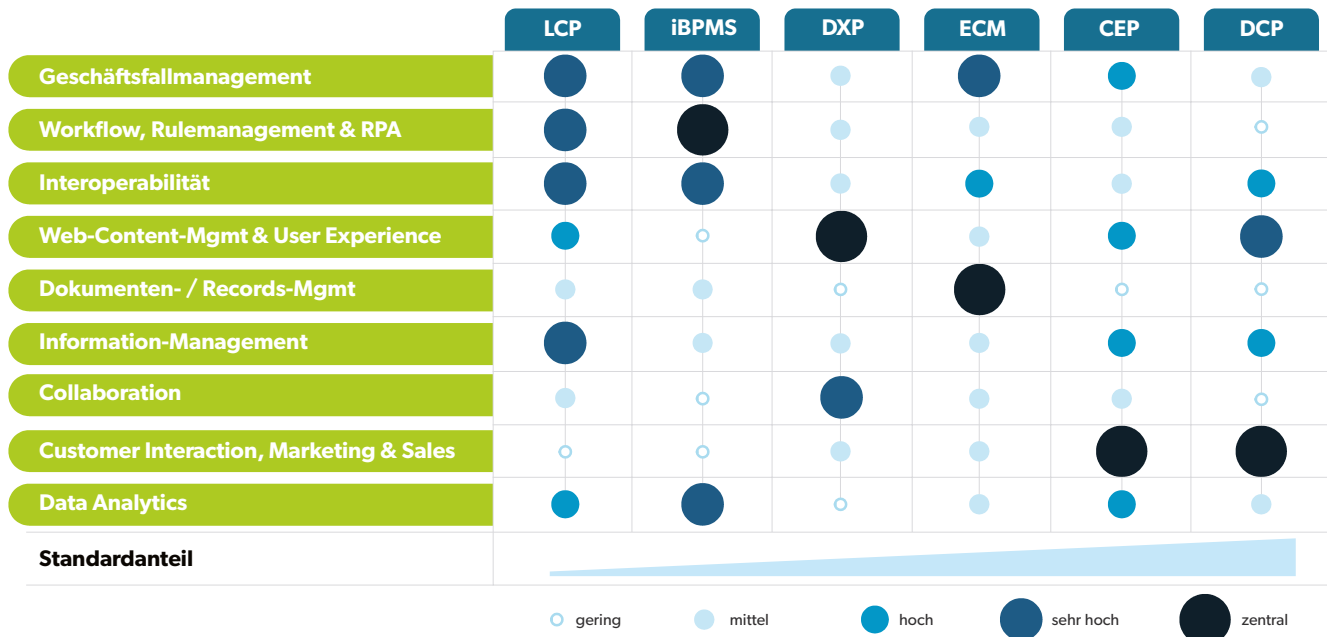 LCP iBPMS DXP ECM CEP DCP
Geschäftsfallmanagement
Workflow, Rulemanagement & RPA
Interoperabilität
Web-Content-Mgmt & User Experience
Dokumenten- / Records-Mgmt
Information-Management
Collaboration
Customer Interaction, Marketing & Sales
Data Analytics
Standardanteil
gering mittel hoch sehr hoch zentral